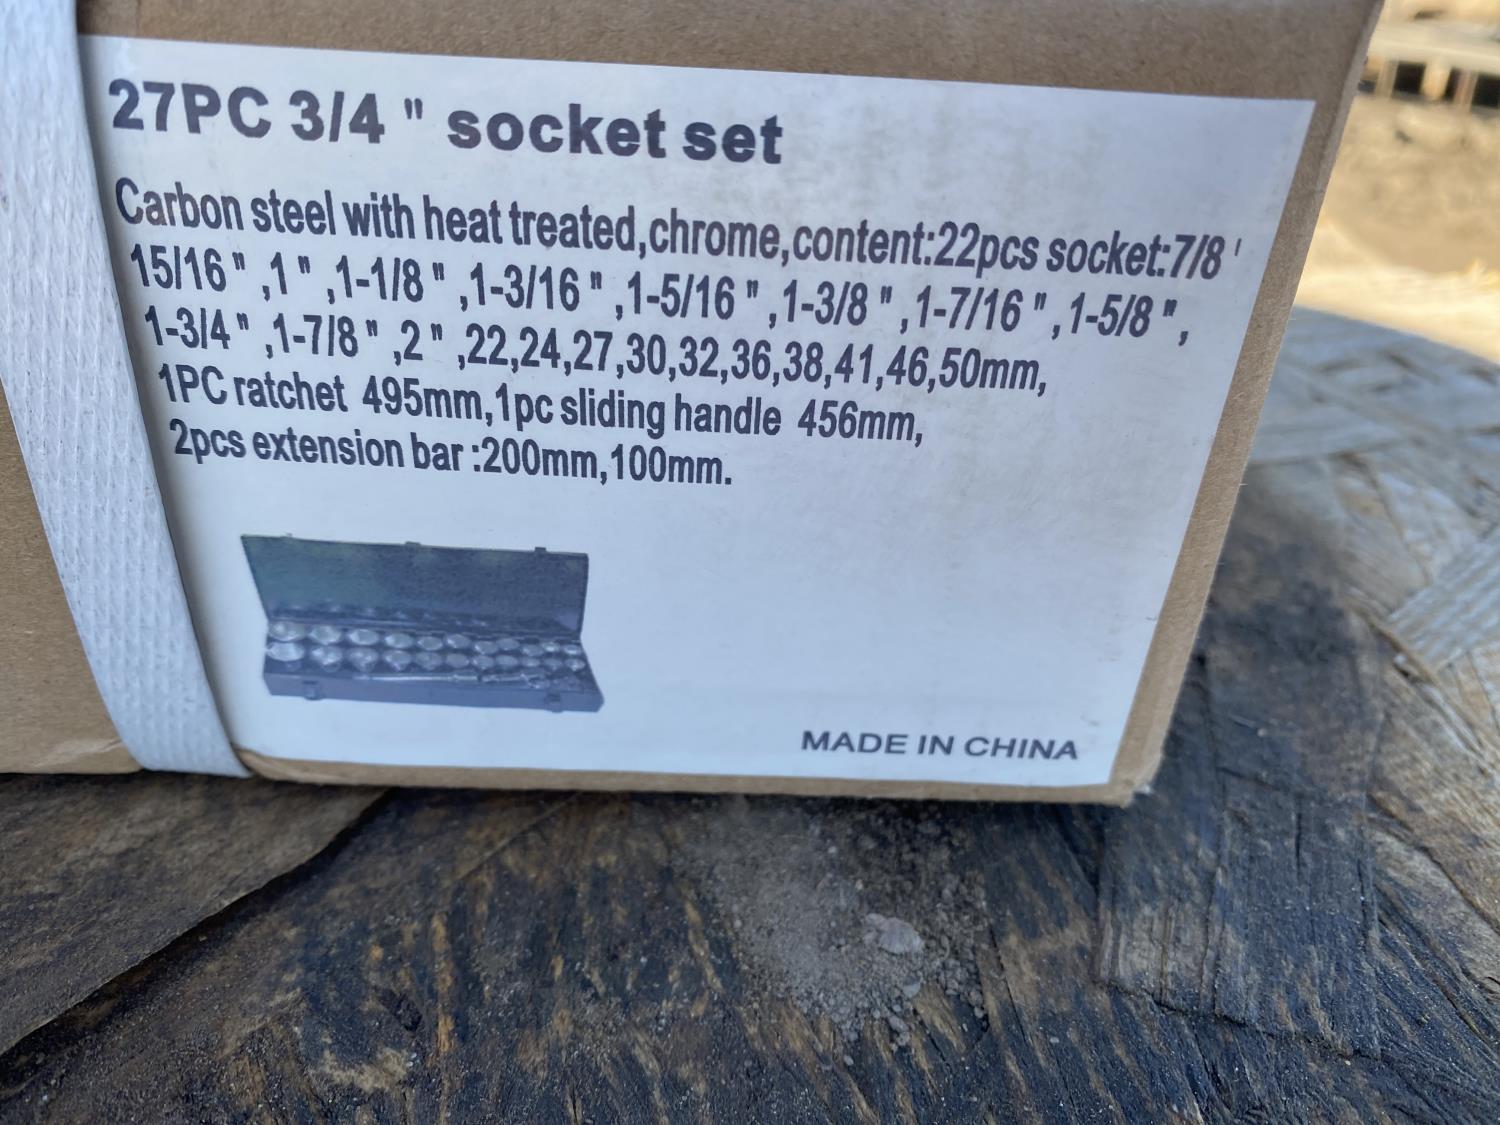 27PC 3/4 " socket set
Carbon steel with heat treated,chrome,content:22pcs socket:7/8 '
15/16 " ,1 " ,1-1/8 " ,1-3/16 " ,1-5/16 " ,1-3/8 " ,1-7/16 " ,1-5/8 ",
1-3/4 " ,1-7/8 " ,2 " ,22,24,27,30,32,36,38,41,46,50mm,
1PC ratchet 495mm,1pc sliding handle 456mm,
2pcs extension bar :200mm,100mm.
MADE IN CHINA